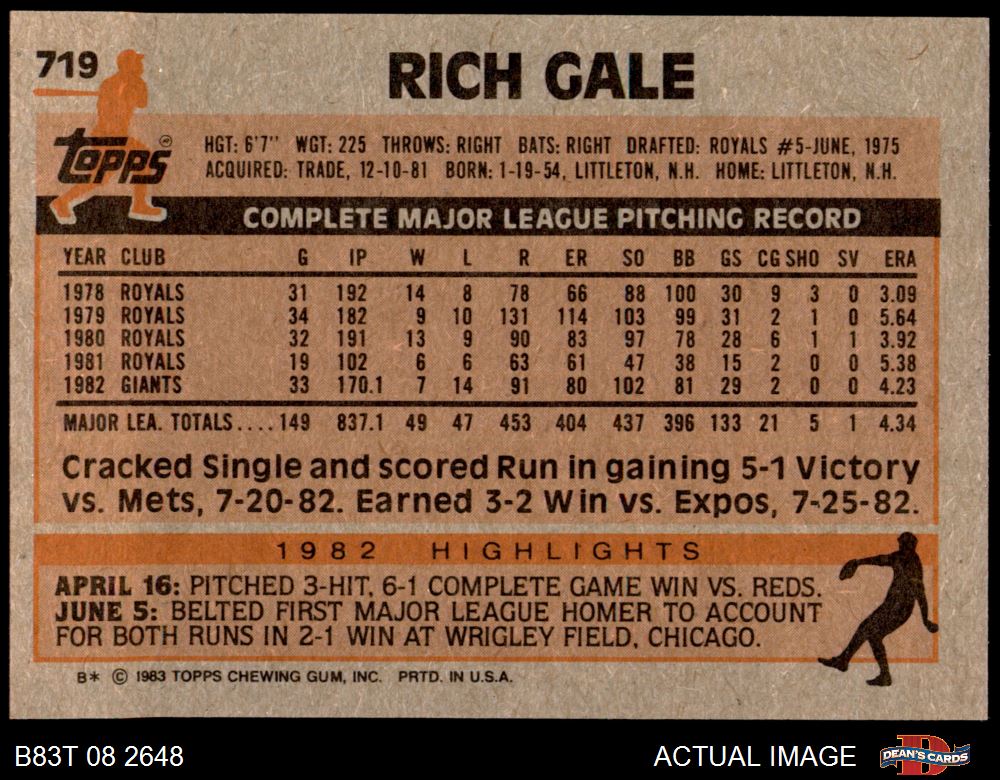 719
RICH GALE
Topps®
HGT: 6'7" WGT: 225 THROWS: RIGHT BATS: RIGHT DRAFTED: ROYALS #5-JUNE, 1975
ACQUIRED: TRADE, 12-10-81 BORN: 1-19-54, LITTLETON, N.H. HOME: LITTLETON, N.H.
COMPLETE MAJOR LEAGUE PITCHING RECORD
YEAR CLUB G IP W L R ER SO BB GS CG SHO SV ERA
1978 ROYALS 31 192 14 8 78 66 88 100 30 9 3 0 3.09
1979 ROYALS 34 182 9 10 131 114 103 99 31 2 1 0 5.64
1980 ROYALS 32 191 13 9 90 83 97 78 28 6 1 1 3.92
1981 ROYALS 19 102 6 6 63 61 47 38 15 2 0 0 5.38
1982 GIANTS 33 170.1 7 14 91 80 102 81 29 2 0 0 4.23
MAJOR LEA. TOTALS....149 837.1 49 47 453 404 437 396 133 21 5 1 4.34
Cracked Single and scored Run in gaining 5-1 Victory
vs. Mets, 7-20-82. Earned 3-2 Win vs. Expos, 7-25-82.
1982 HIGHLIGHTS
APRIL 16: PITCHED 3-HIT, 6-1 COMPLETE GAME WIN VS. REDS.
JUNE 5: BELTED FIRST MAJOR LEAGUE HOMER TO ACCOUNT
FOR BOTH RUNS IN 2-1 WIN AT WRIGLEY FIELD, CHICAGO.
B* © 1983 TOPPS CHEWING GUM, INC. PRTD. IN U.S.A.
B83T 08 2648
ACTUAL IMAGE
D
DEAN'S CARDS